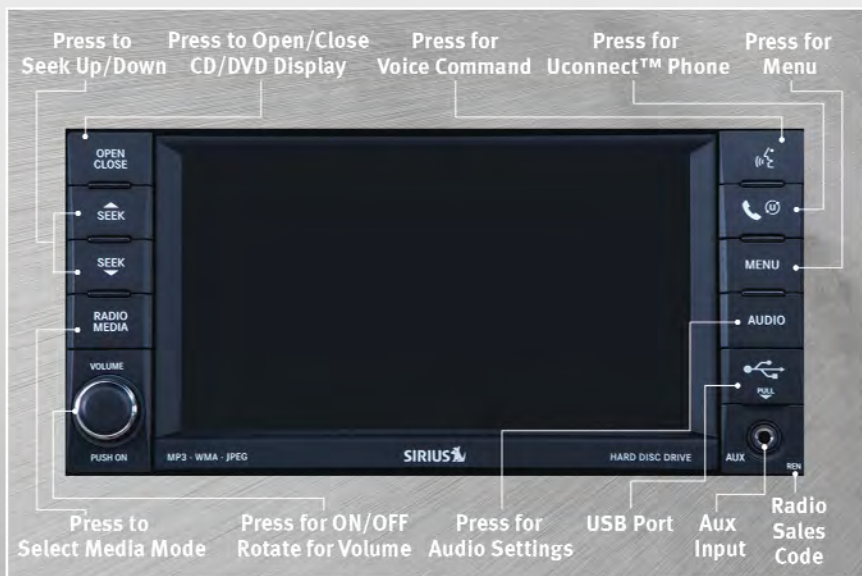 Press to
Seek Up/Down
Press to Open/Close
CD/DVD Display
Press for
Voice Command
Press for
Uconnect™ Phone
Press for
Menu
OPEN
CLOSE
SEEK
SEEK
RADIO
MEDIA
VOLUME
PUSH ON
MP3 · WMA · JPEG
SIRIUS
HARD DISC DRIVE
U
MENU
AUDIO
PULL
AUX
REN
Press to
Select Media Mode
Press for ON/OFF
Rotate for Volume
Press for
Audio Settings
USB Port
Aux
Input
Radio
Sales
Code